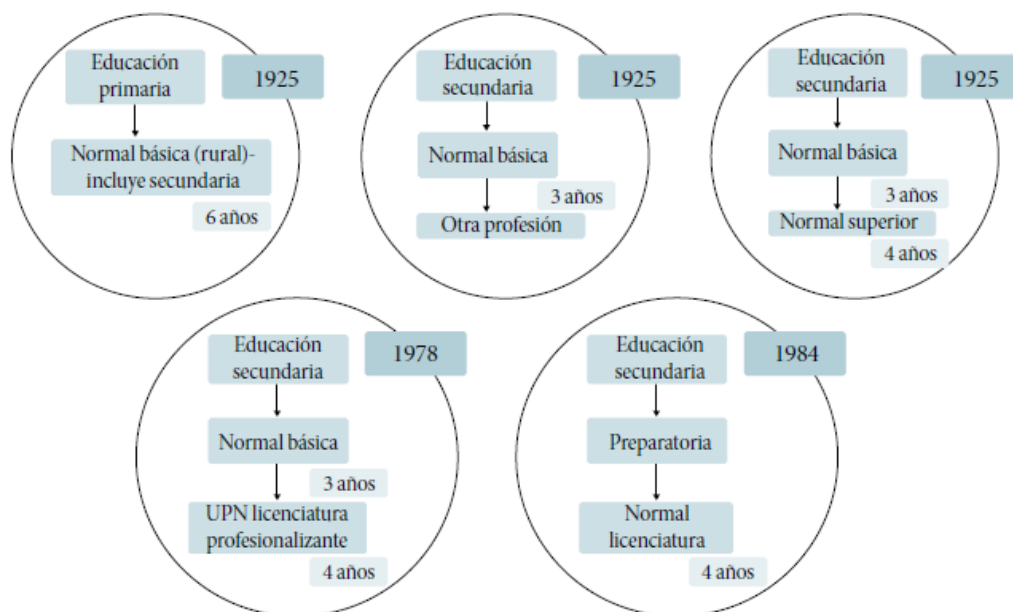 Educación
primaria
1925
Normal básica (rural)-
incluye secundaria
6 años
Educación
secundaria
1925
Normal básica
3 años
Otra profesión
Educación
secundaria
1925
Normal básica
3 años
Normal superior
4 años
Educación
secundaria
1978
Normal básica
3 años
UPN licenciatura
profesionalizante
4 años
Educación
secundaria
1984
Preparatoria
Normal
licenciatura
4 años